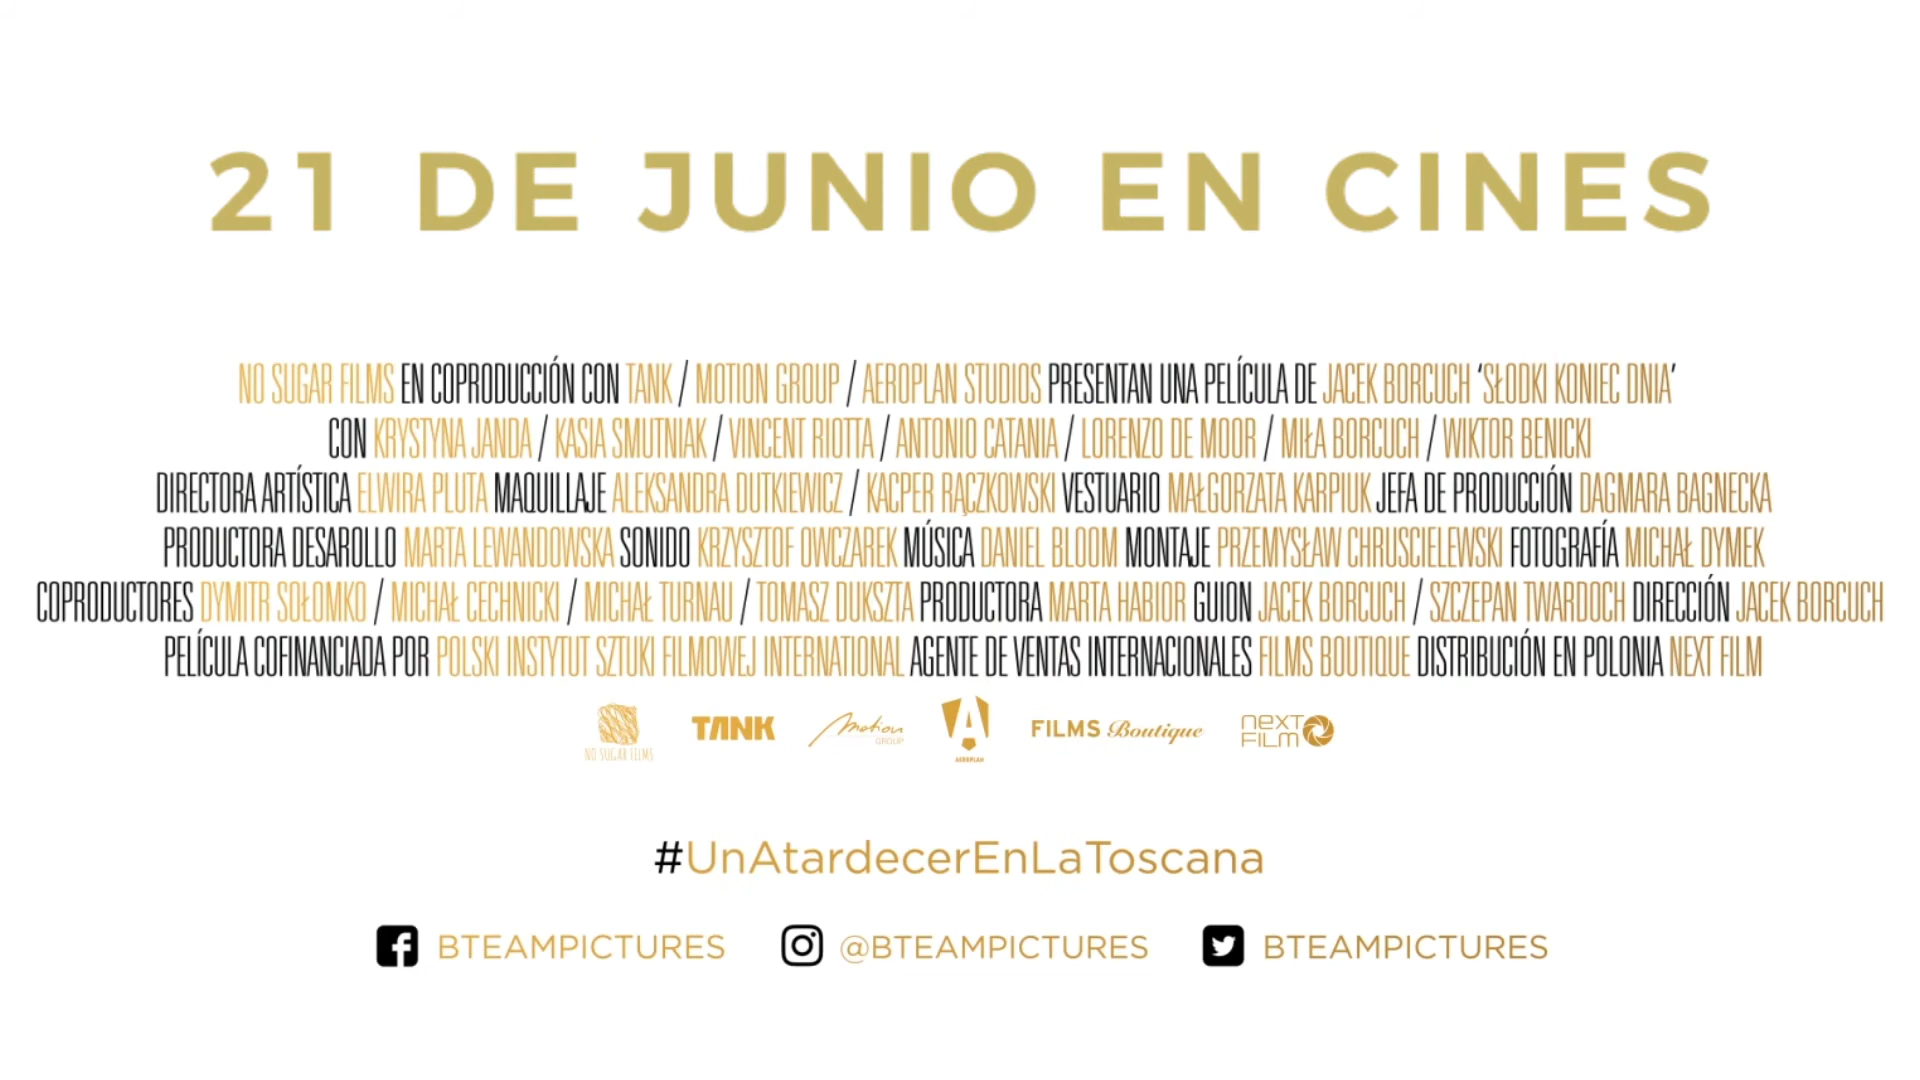 21 DE JUNIO EN CINES
NO SUGAR FILMS EN COPRODUCCIÓN CON TANK / MOTION GROUP / AEROPLAN STUDIOS PRESENTAN UNA PELÍCULA DE JACEK BORCUCH ‘SŁODKI KONIEC DNIA’
CON KRYSTYNA JANDA / KASIA SMUTNIAK / VINCENT RIOTTA / ANTONIO CATANIA / LORENZO DE MOOR / MIŁA BORCUCH / WIKTOR BENICKI
DIRECTORA ARTÍSTICA ELWIRA PLUTA MAQUILLAJE ALEKSANDRA DUTKIEWICZ / KACPER RĄCZKOWSKI VESTUARIO MAŁGORZATA KARPIUK JEFA DE PRODUCCIÓN DAGMARA BAGNECKA
PRODUCTORA DESAROLLO MARTA LEWANDOWSKA SONIDO KRZYSZTOF OWCZAREK MÚSICA DANIEL BLOOM MONTAJE PRZEMYSŁAW CHRUSCIELEWSKI FOTOGRAFÍA MICHAŁ DYMEK
COPRODUCTORES DYMITR SOŁOMKO / MICHAŁ CECHNICKI / MICHAŁ TURNAU / TOMASZ DUKSZTA PRODUCTORA MARTA HABIOR GUION JACEK BORCUCH / SZCZEPAN TWARDOCH DIRECCIÓN JACEK BORCUCH
PELÍCULA COFINANCIADA POR POLSKI INSTYTUT SZTUKI FILMOWEJ INTERNATIONAL AGENTE DE VENTAS INTERNACIONALES FILMS BOUTIQUE DISTRIBUCIÓN EN POLONIA NEXT FILM
NO SUGAR FILMS TANK Motion GROUP AEROPLAN FILMS Boutique nexT FILM
#UnAtardecerEnLaToscana
BTEAMPICTURES @BTEAMPICTURES BTEAMPICTURES